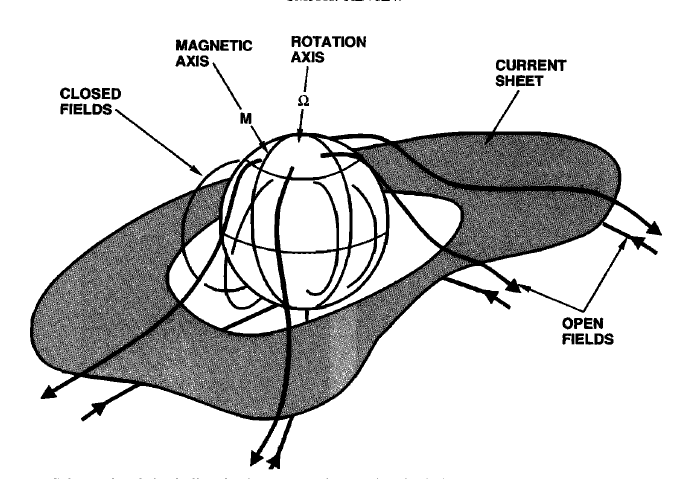 MAGNETIC
AXIS
ROTATION
AXIS
CURRENT
SHEET
CLOSED
FIELDS
Ω
M
OPEN
FIELDS